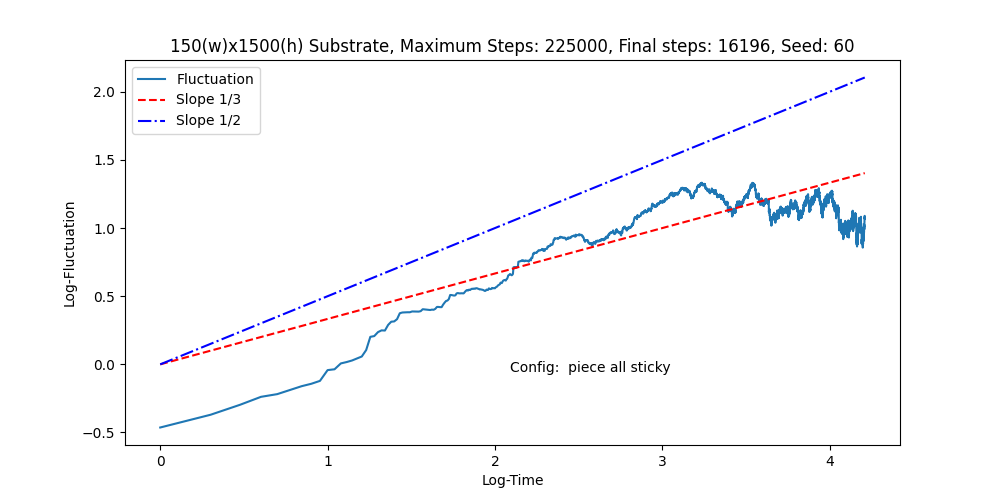 150(w)x1500(h) Substrate, Maximum Steps: 225000, Final steps: 16196, Seed: 60
Fluctuation
Slope 1/3
Slope 1/2
2.0
1.5
1.0
0.5
0.0
−0.5
Log-Fluctuation
Config:  piece all sticky
0
1
2
3
4
Log-Time